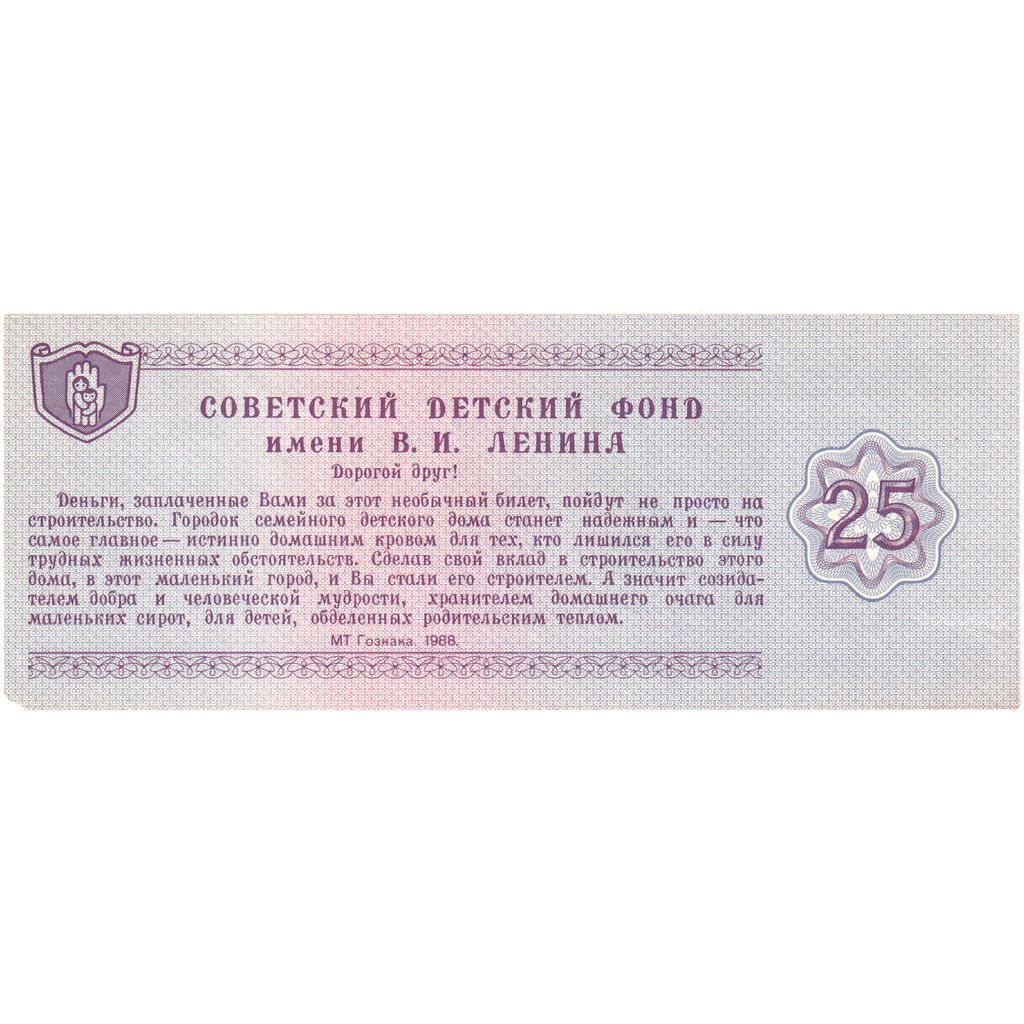 СОВЕТСКИЙ ДЕТСКИЙ ФОНД
имени В. И. ЛЕНИНА
Дорогой друг!
Деньги, заплаченные Вами за этот необычный билет, пойдут не просто на
строительство. Городок семейного детского дома станет надежным и — что
самое главное — истинно домашним кровом для тех, кто лишился его в силу
трудных жизненных обстоятельств. Сделав свой вклад в строительство этого
дома, в этот маленький город, и Вы стали его строителем. А значит созида-
телем добра и человеческой мудрости, хранителем домашнего очага для
маленьких сирот, для детей, обделенных родительским теплом.
МТ Гознака. 1988.
25